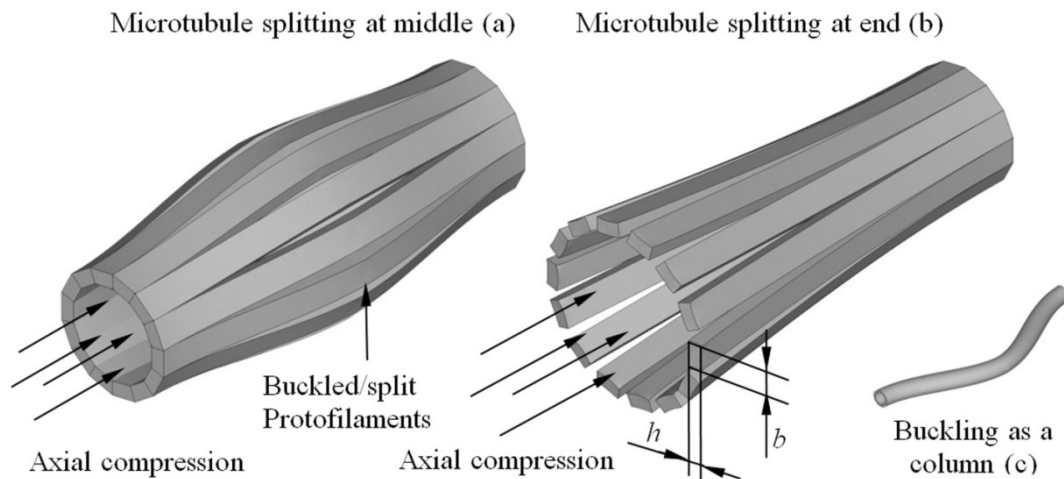 Microtubule splitting at middle (a)
Microtubule splitting at end (b)
Buckled/split
Protofilaments
Axial compression
Axial compression
h
b
Buckling as a
column (c)